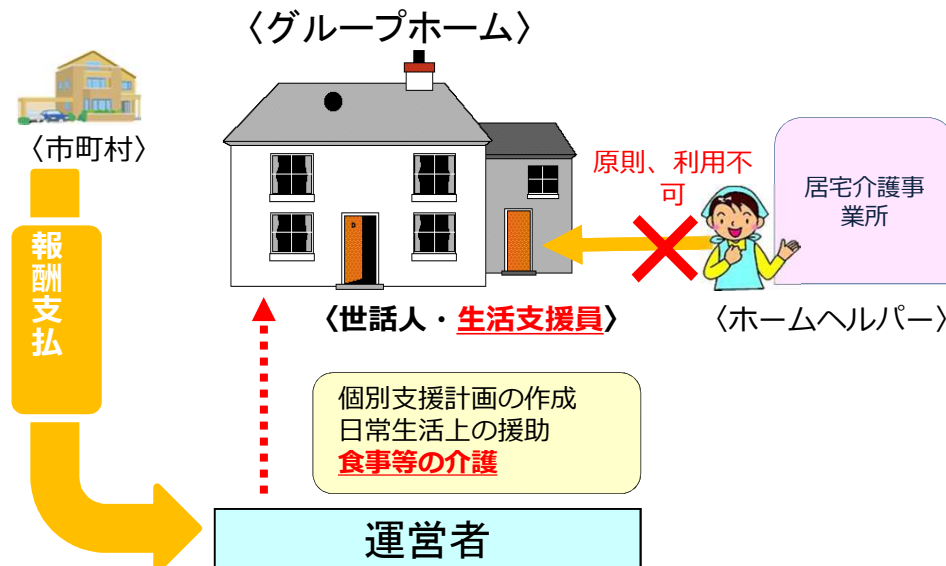 〈グループホーム〉
〈市町村〉
報酬支払
原則、利用不
可
居宅介護事
業所
〈世話人・生活支援員〉
〈ホームヘルパー〉
個別支援計画の作成
日常生活上の援助
食事等の介護
運営者